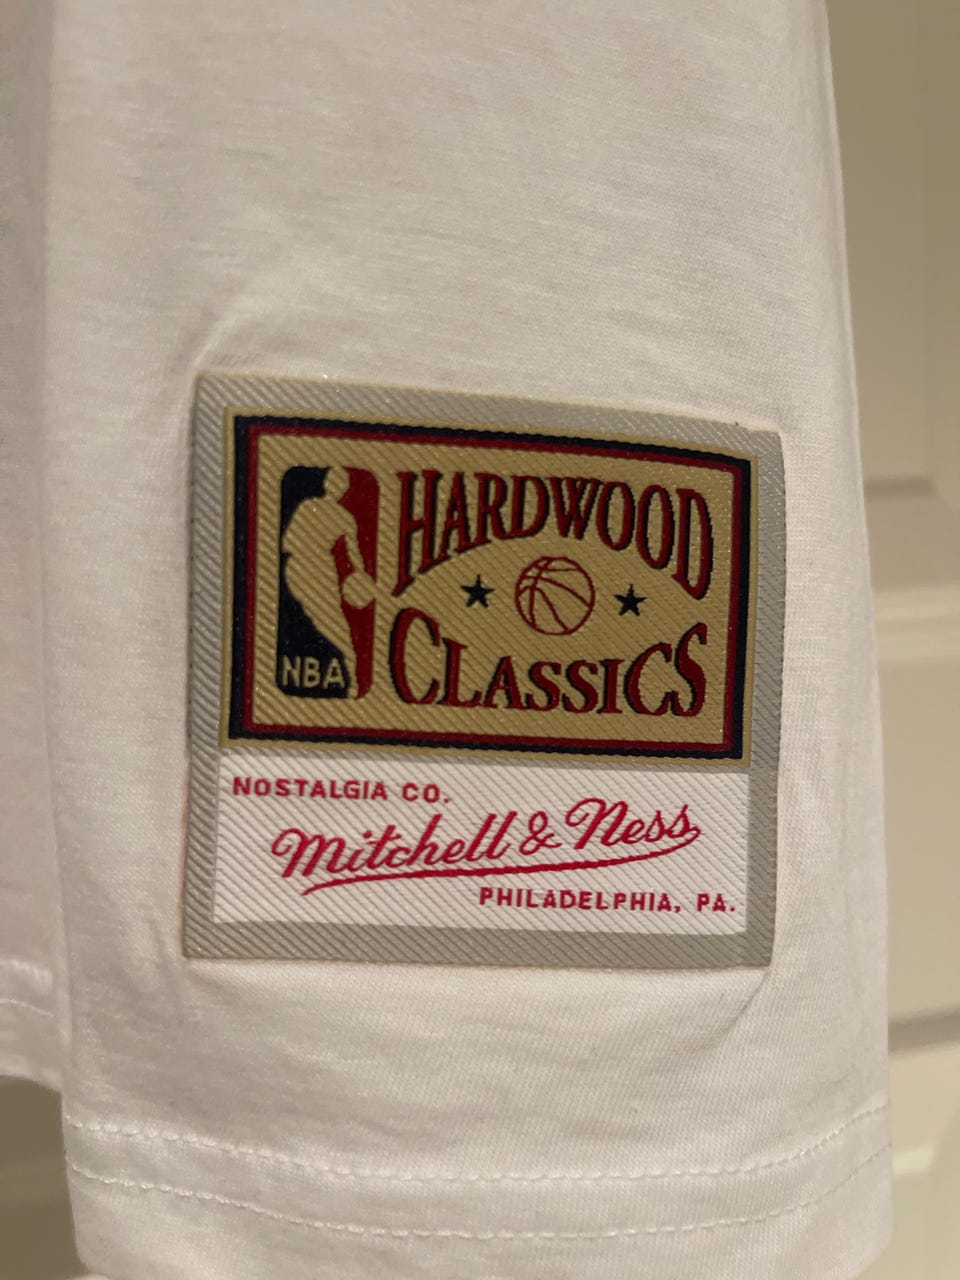 HARDWOOD
CLASSICS
NBA
NOSTALGIA CO.
Mitchell & Ness
PHILADELPHIA, PA.